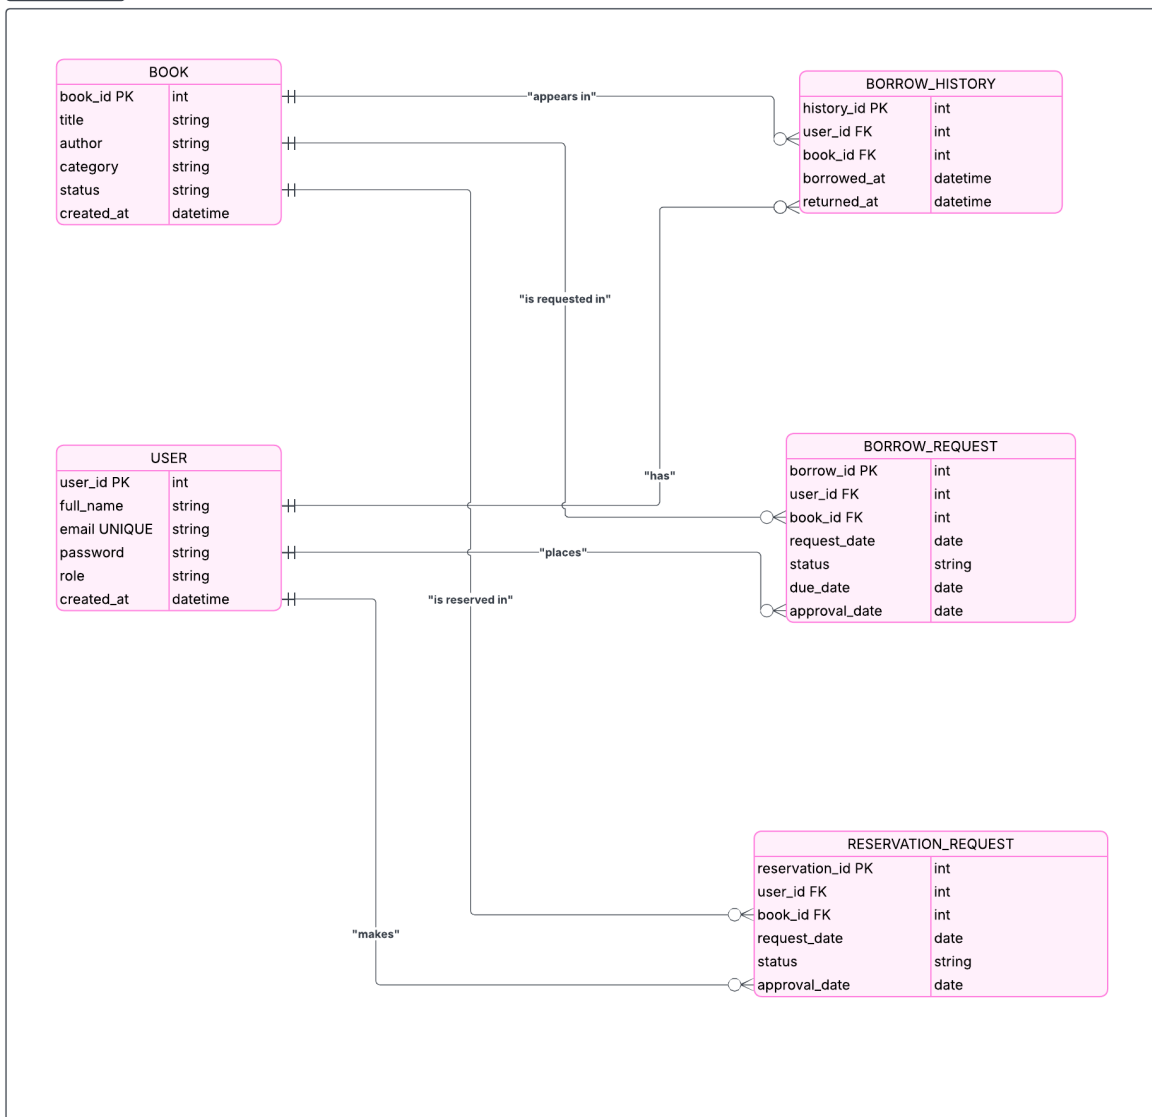 BOOK
book_id PK int
title string
author string
category string
status string
created_at datetime
"appears in"
BORROW_HISTORY
history_id PK int
user_id FK int
book_id FK int
borrowed_at datetime
returned_at datetime
"is requested in"
"has"
USER
user_id PK int
full_name string
email UNIQUE string
password string
role string
created_at datetime
"places"
"is reserved in"
BORROW_REQUEST
borrow_id PK int
user_id FK int
book_id FK int
request_date date
status string
due_date date
approval_date date
"makes"
RESERVATION_REQUEST
reservation_id PK int
user_id FK int
book_id FK int
request_date date
status string
approval_date date